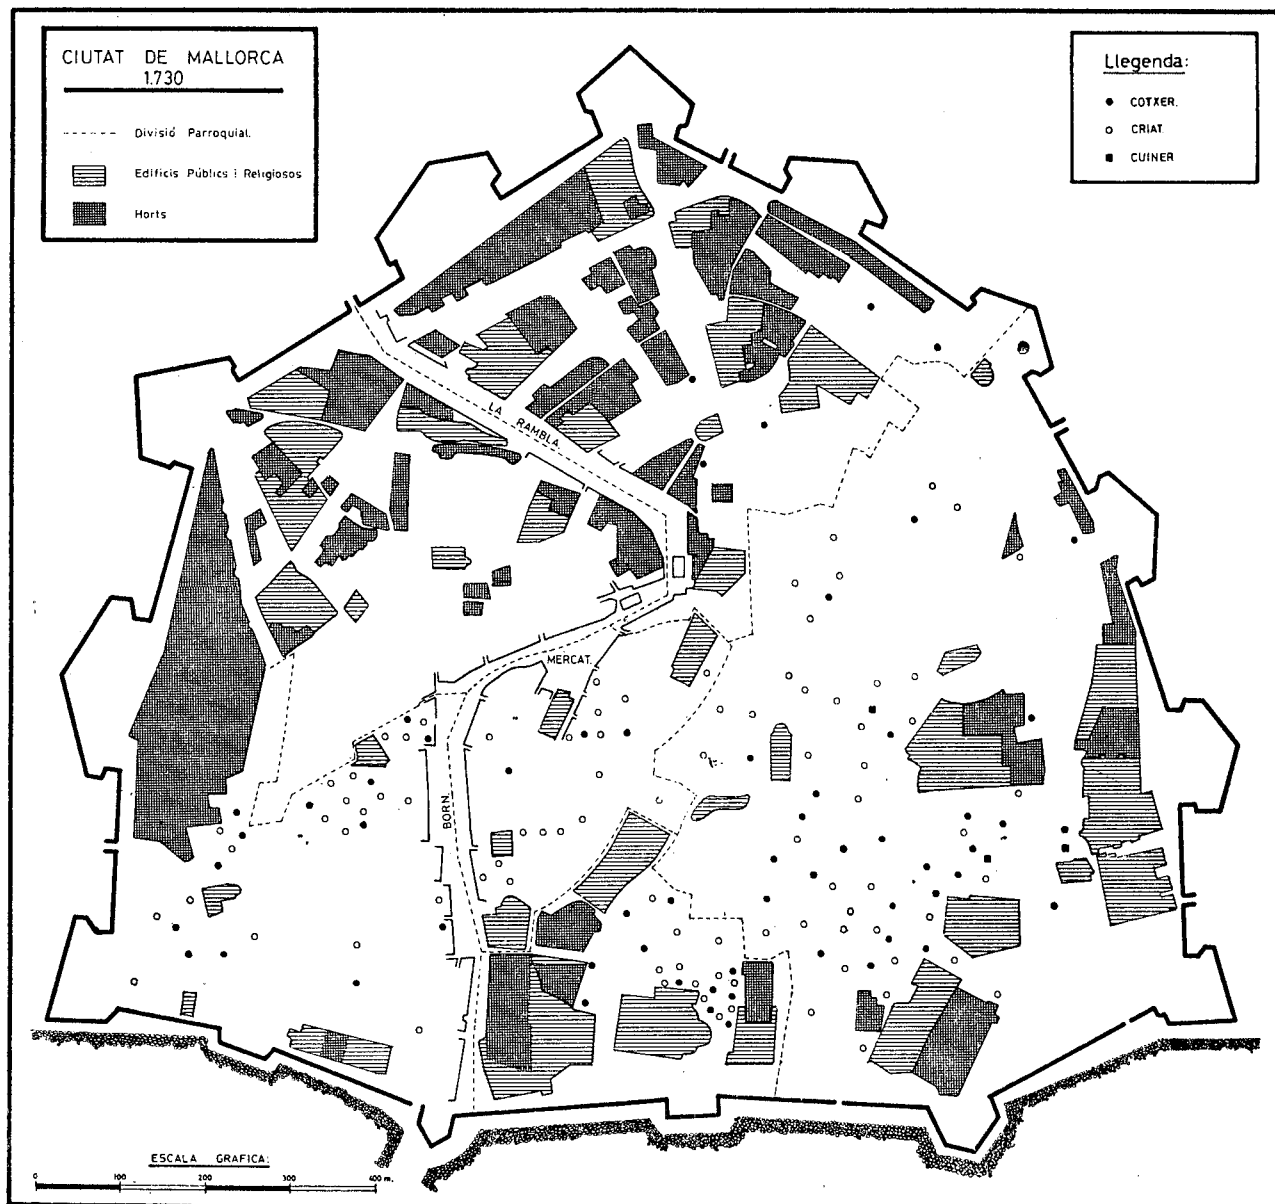 CIUTAT DE MALLORCA
1.730
Divisió Parroquial.
Edificis Públics i Religiosos
Horts
Llegenda:
COTXER.
CRIAT.
CUINER
LA RAMBLA.
MERCAT.
BORN.
ESCALA GRAFICA:
0 100 200 300 400 m.